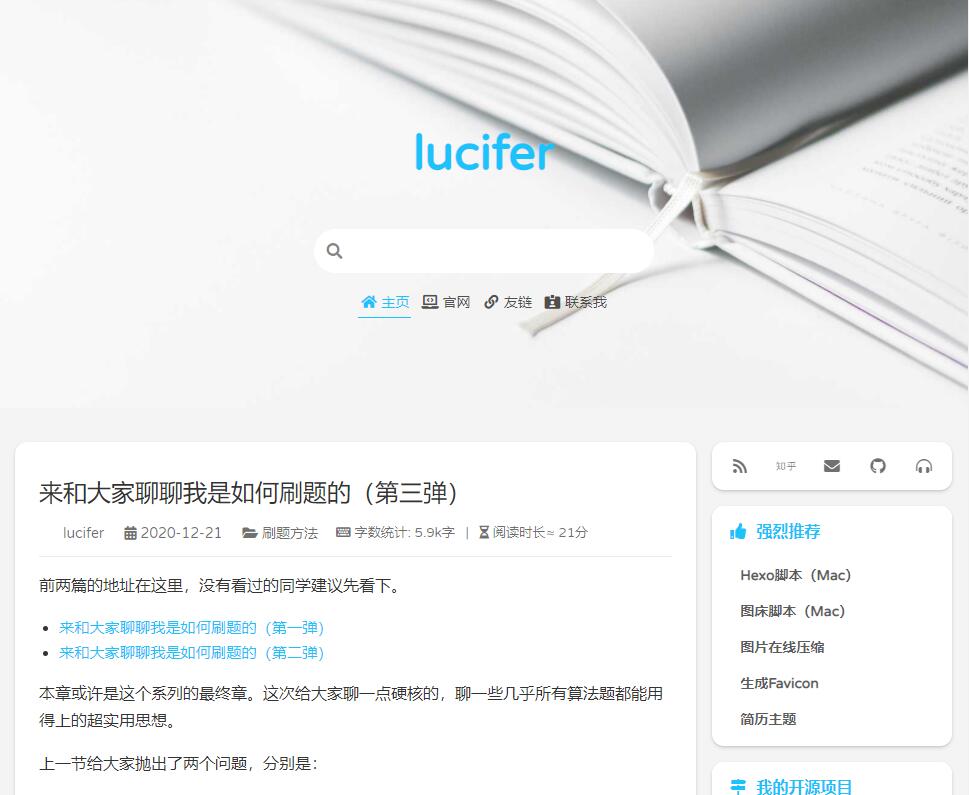 lucifer
主页 官网 友链 联系我
来和大家聊聊我是如何刷题的（第三弹）
lucifer 2020-12-21 刷题方法 字数统计: 5.9k字 | 阅读时长≈ 21分
前两篇的地址在这里，没有看过的同学建议先看下。
来和大家聊聊我是如何刷题的（第一弹）
来和大家聊聊我是如何刷题的（第二弹）
本章或许是这个系列的最终章。这次给大家聊一点硬核的，聊一些几乎所有算法题都能用
得上的超实用思想。
上一节给大家抛出了两个问题，分别是：
知乎
强烈推荐
Hexo脚本（Mac）
图床脚本（Mac）
图片在线压缩
生成Favicon
简历主题
我的开源项目